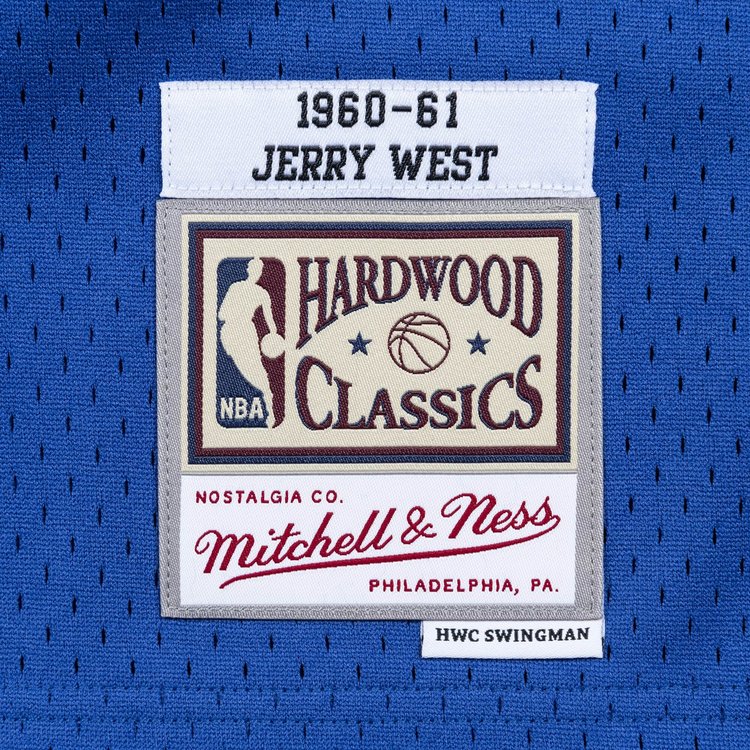 1960-61
JERRY WEST
HARDWOOD
CLASSICS
NBA
NOSTALGIA CO.
Mitchell & Ness
PHILADELPHIA, PA.
HWC SWINGMAN